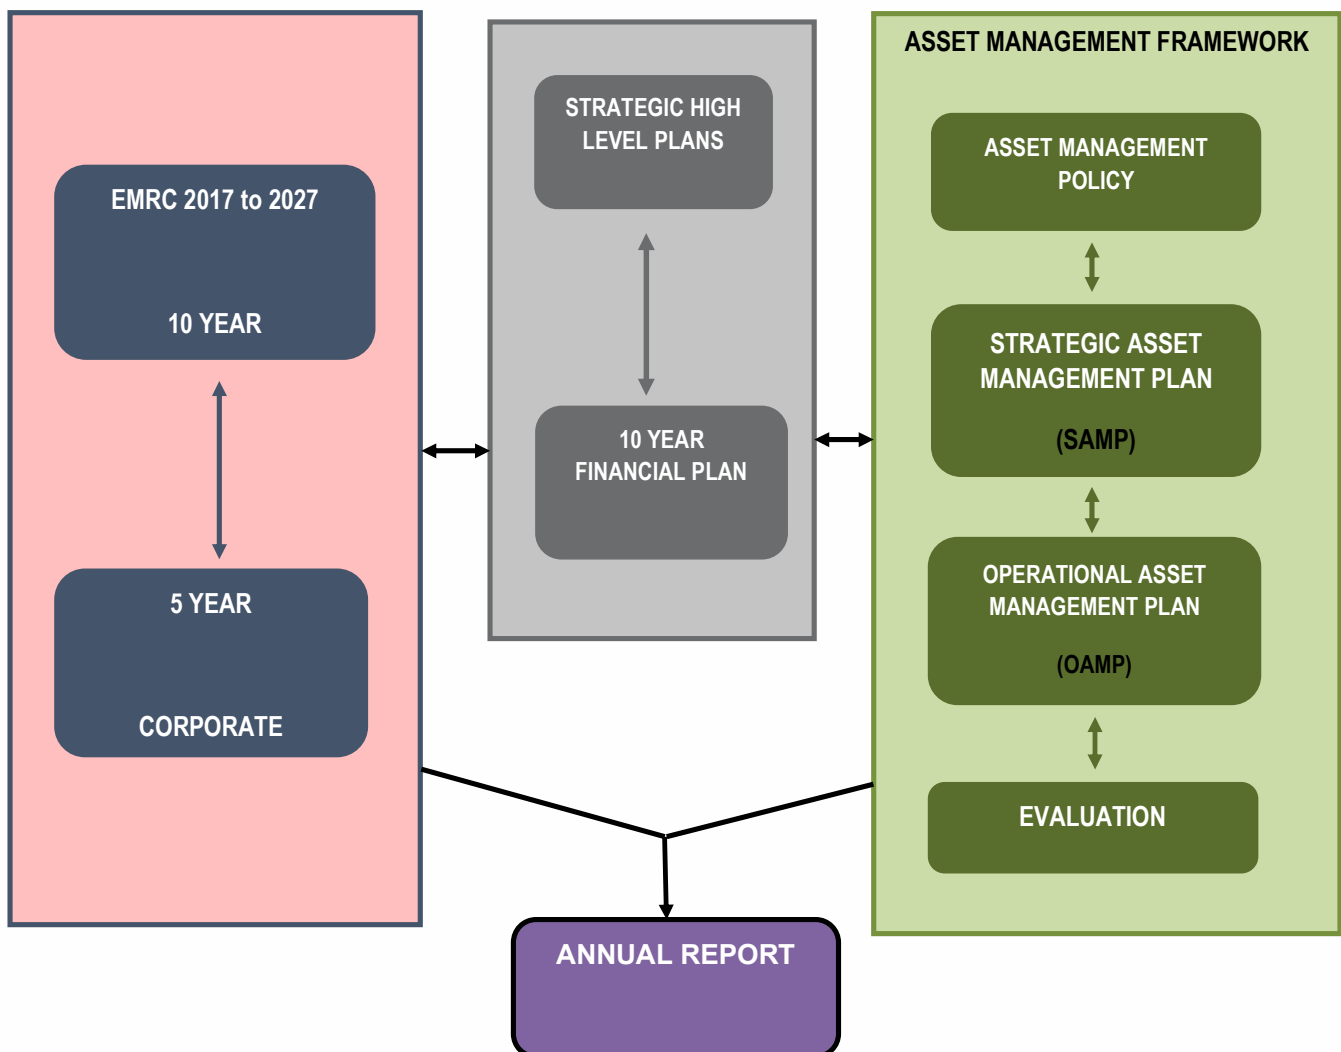 EMRC 2017 to 2027
10 YEAR
5 YEAR
CORPORATE
STRATEGIC HIGH
LEVEL PLANS
10 YEAR
FINANCIAL PLAN
ASSET MANAGEMENT FRAMEWORK
ASSET MANAGEMENT
POLICY
STRATEGIC ASSET
MANAGEMENT PLAN
(SAMP)
OPERATIONAL ASSET
MANAGEMENT PLAN
(OAMP)
EVALUATION
ANNUAL REPORT